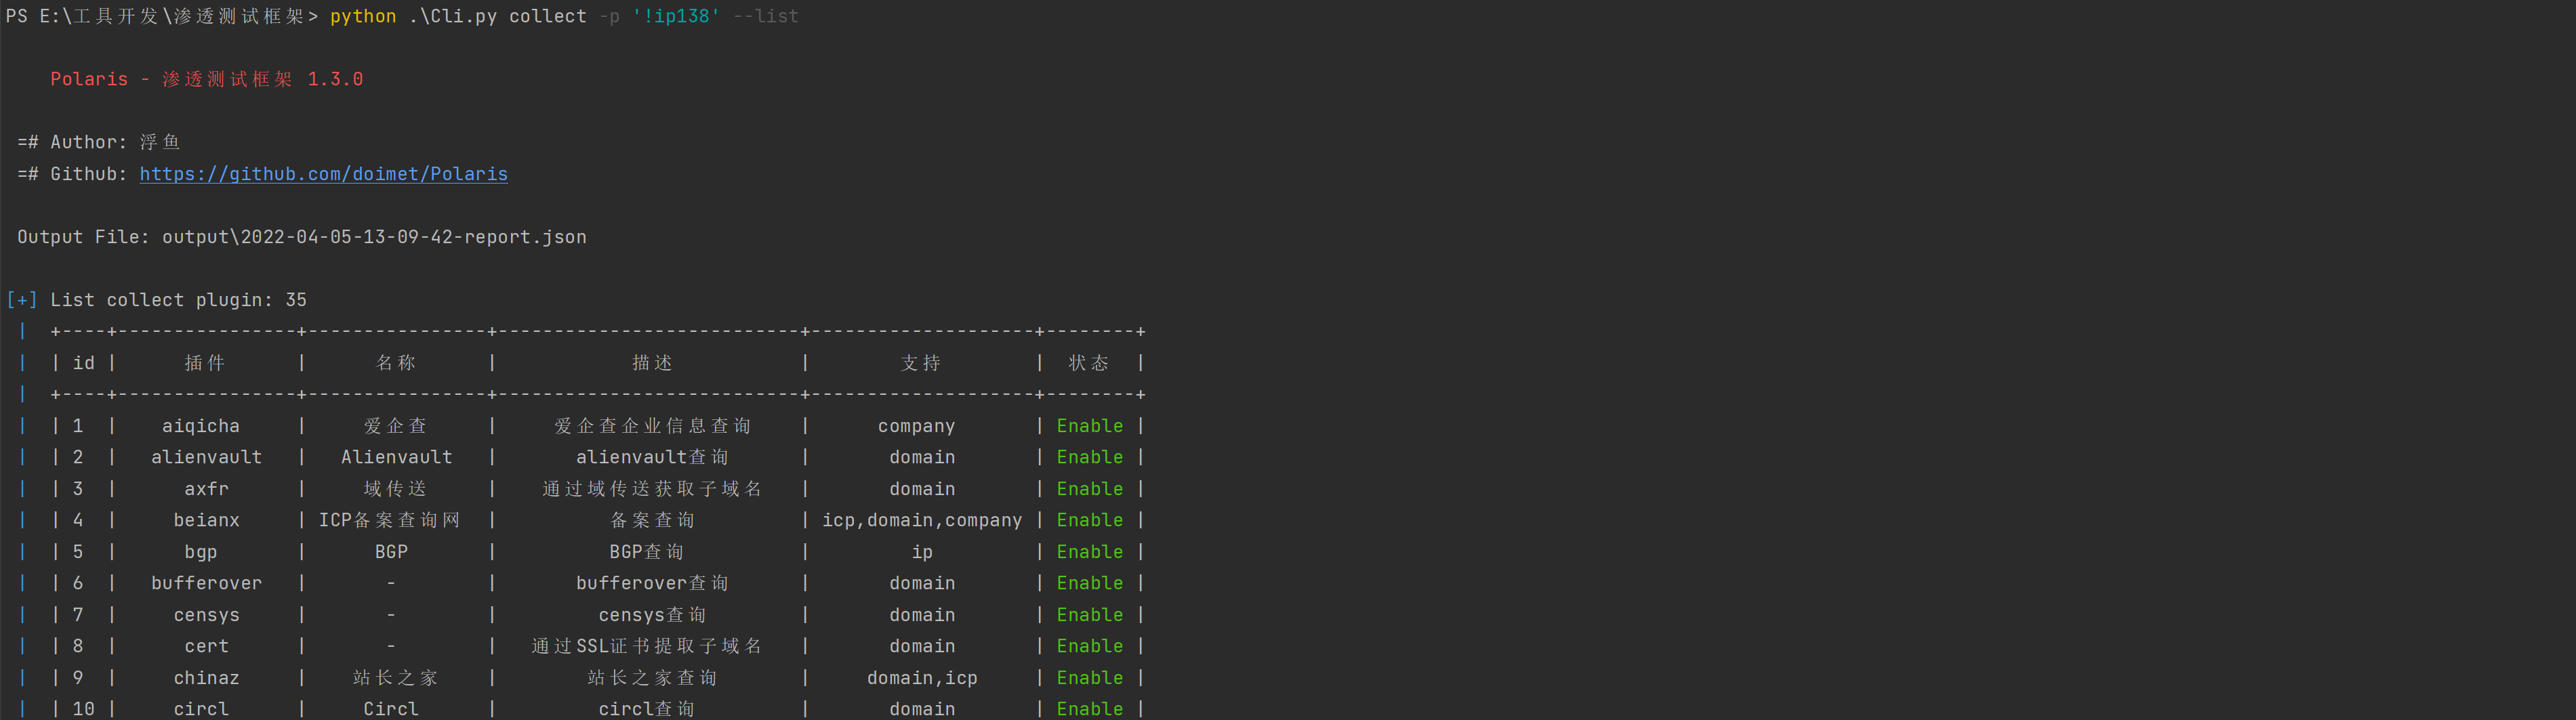 PS E:\工具开发\渗透测试框架> python .\Cli.py collect -p '!ip138' --list
Polaris - 渗透测试框架 1.3.0
=# Author: 浮鱼
=# Github: https://github.com/doimet/Polaris
Output File: output\2022-04-05-13-09-42-report.json
[+] List collect plugin: 35
| +----+----------------+----------------+---------------------------+--------------------+--------+
| | id | 插件 | 名称 | 描述 | 支持 | 状态 |
| +----+----------------+----------------+---------------------------+--------------------+--------+
| | 1 | aiqicha | 爱企查 | 爱企查企业信息查询 | company | Enable |
| | 2 | alienvault | Alienvault | alienvault查询 | domain | Enable |
| | 3 | axfr | 域传送 | 通过域传送获取子域名 | domain | Enable |
| | 4 | beianx | ICP备案查询网 | 备案查询 | icp,domain,company | Enable |
| | 5 | bgp | BGP | BGP查询 | ip | Enable |
| | 6 | bufferover | - | bufferover查询 | domain | Enable |
| | 7 | censys | - | censys查询 | domain | Enable |
| | 8 | cert | - | 通过SSL证书提取子域名 | domain | Enable |
| | 9 | chinaz | 站长之家 | 站长之家查询 | domain,icp | Enable |
| | 10 | circl | Circl | circl查询 | domain | Enable |